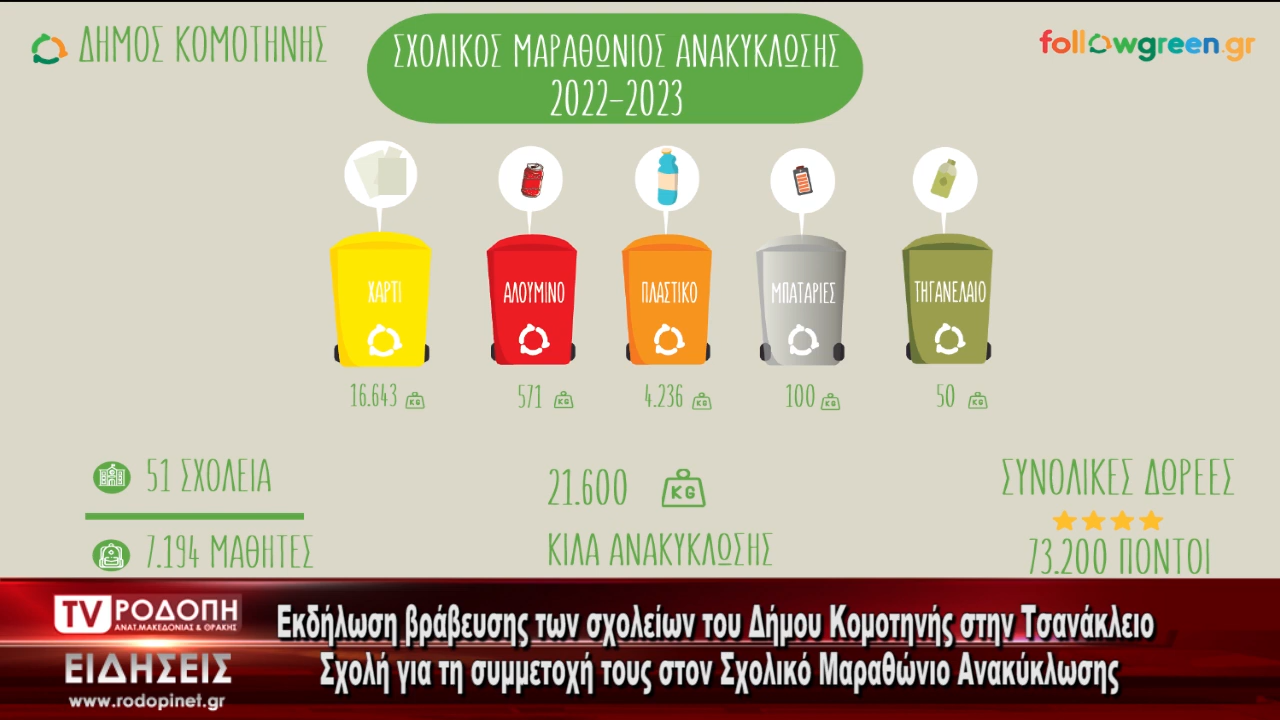 ΔΗΜΟΣ ΚΟΜΟΤΗΝΗΣ
ΣΧΟΛΙΚΟΣ ΜΑΡΑΘΩΝΙΟΣ ΑΝΑΚΥΚΛΩΣΗΣ
2022-2023
followgreen.gr
ΧΑΡΤΙ
ΑΛΟΥΜΙΝΟ
ΠΛΑΣΤΙΚΟ
ΜΠΑΤΑΡΙΕΣ
ΤΗΓΑΝΕΛΑΙΟ
16.643 KG
571 KG
4.236 KG
100 KG
50 KG
51 ΣΧΟΛΕΙΑ
7.194 ΜΑΘΗΤΕΣ
21.600 KG
ΚΙΛΑ ΑΝΑΚΥΚΛΩΣΗΣ
ΣΥΝΟΛΙΚΕΣ ΔΩΡΕΕΣ
73.200 ΠΟΝΤΟΙ
TV ΡΟΔΟΠΗ
ΑΝΑΤ.ΜΑΚΕΔΟΝΙΑΣ & ΘΡΑΚΗΣ
ΕΙΔΗΣΕΙΣ
www.rodopinet.gr
Εκδήλωση βράβευσης των σχολείων του Δήμου Κομοτηνής στην Τσανάκλειο
Σχολή για τη συμμετοχή τους στον Σχολικό Μαραθώνιο Ανακύκλωσης